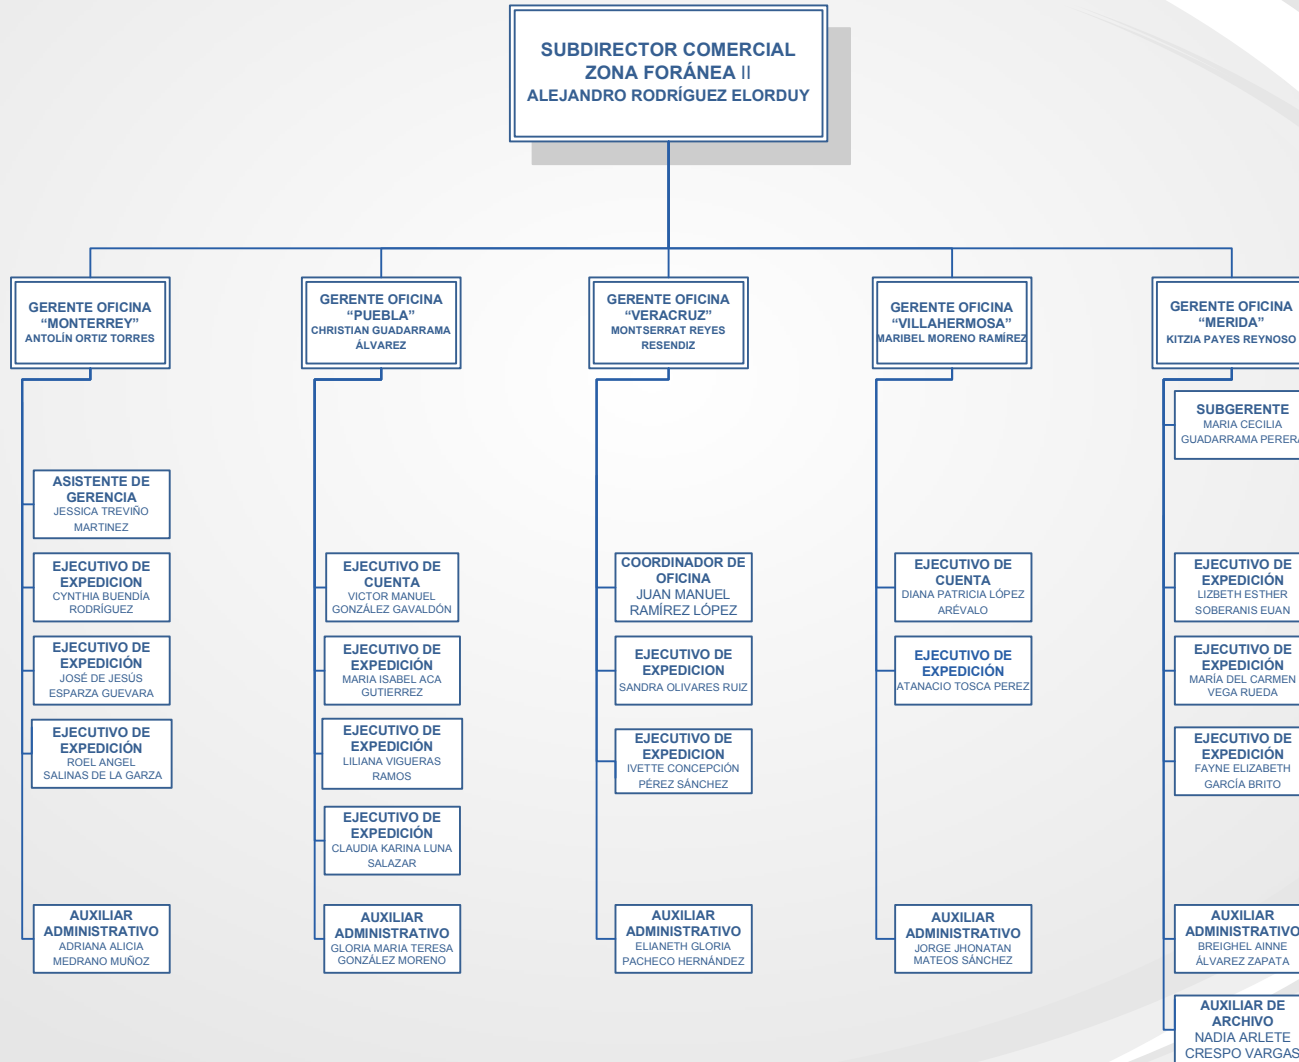 SUBDIRECTOR COMERCIAL
ZONA FORÁNEA II
ALEJANDRO RODRÍGUEZ ELORDUY
GERENTE OFICINA
“MONTERREY”
ANTOLÍN ORTIZ TORRES
ASISTENTE DE
GERENCIA
JESSICA TREVIÑO
MARTINEZ
EJECUTIVO DE
EXPEDICION
CYNTHIA BUENDÍA
RODRÍGUEZ
EJECUTIVO DE
EXPEDICIÓN
JOSÉ DE JESÚS
ESPARZA GUEVARA
EJECUTIVO DE
EXPEDICIÓN
ROEL ANGEL
SALINAS DE LA GARZA
AUXILIAR
ADMINISTRATIVO
ADRIANA ALICIA
MEDRANO MUÑOZ
GERENTE OFICINA
“PUEBLA”
CHRISTIAN GUADARRAMA
ÁLVAREZ
EJECUTIVO DE
CUENTA
VICTOR MANUEL
GONZÁLEZ GAVALDÓN
EJECUTIVO DE
EXPEDICIÓN
MARIA ISABEL ACA
GUTIERREZ
EJECUTIVO DE
EXPEDICIÓN
LILIANA VIGUERAS
RAMOS
EJECUTIVO DE
EXPEDICIÓN
CLAUDIA KARINA LUNA
SALAZAR
AUXILIAR
ADMINISTRATIVO
GLORIA MARIA TERESA
GONZÁLEZ MORENO
GERENTE OFICINA
“VERACRUZ”
MONTSERRAT REYES
RESENDIZ
COORDINADOR DE
OFICINA
JUAN MANUEL
RAMÍREZ LÓPEZ
EJECUTIVO DE
EXPEDICION
SANDRA OLIVARES RUIZ
EJECUTIVO DE
EXPEDICION
IVETTE CONCEPCIÓN
PÉREZ SÁNCHEZ
AUXILIAR
ADMINISTRATIVO
ELIANETH GLORIA
PACHECO HERNÁNDEZ
GERENTE OFICINA
“VILLAHERMOSA”
MARIBEL MORENO RAMÍREZ
EJECUTIVO DE
CUENTA
DIANA PATRICIA LÓPEZ
ARÉVALO
EJECUTIVO DE
EXPEDICIÓN
ATANACIO TOSCA PEREZ
AUXILIAR
ADMINISTRATIVO
JORGE JHONATAN
MATEOS SÁNCHEZ
GERENTE OFICINA
“MERIDA”
KITZIA PAYES REYNOSO
SUBGERENTE
MARIA CECILIA
GUADARRAMA PERERA
EJECUTIVO DE
EXPEDICIÓN
LIZBETH ESTHER
SOBERANIS EUAN
EJECUTIVO DE
EXPEDICIÓN
MARÍA DEL CARMEN
VEGA RUEDA
EJECUTIVO DE
EXPEDICIÓN
FAYNE ELIZABETH
GARCÍA BRITO
AUXILIAR
ADMINISTRATIVO
BREIGHEL AINNE
ÁLVAREZ ZAPATA
AUXILIAR DE
ARCHIVO
NADIA ARLETE
CRESPO VARGAS